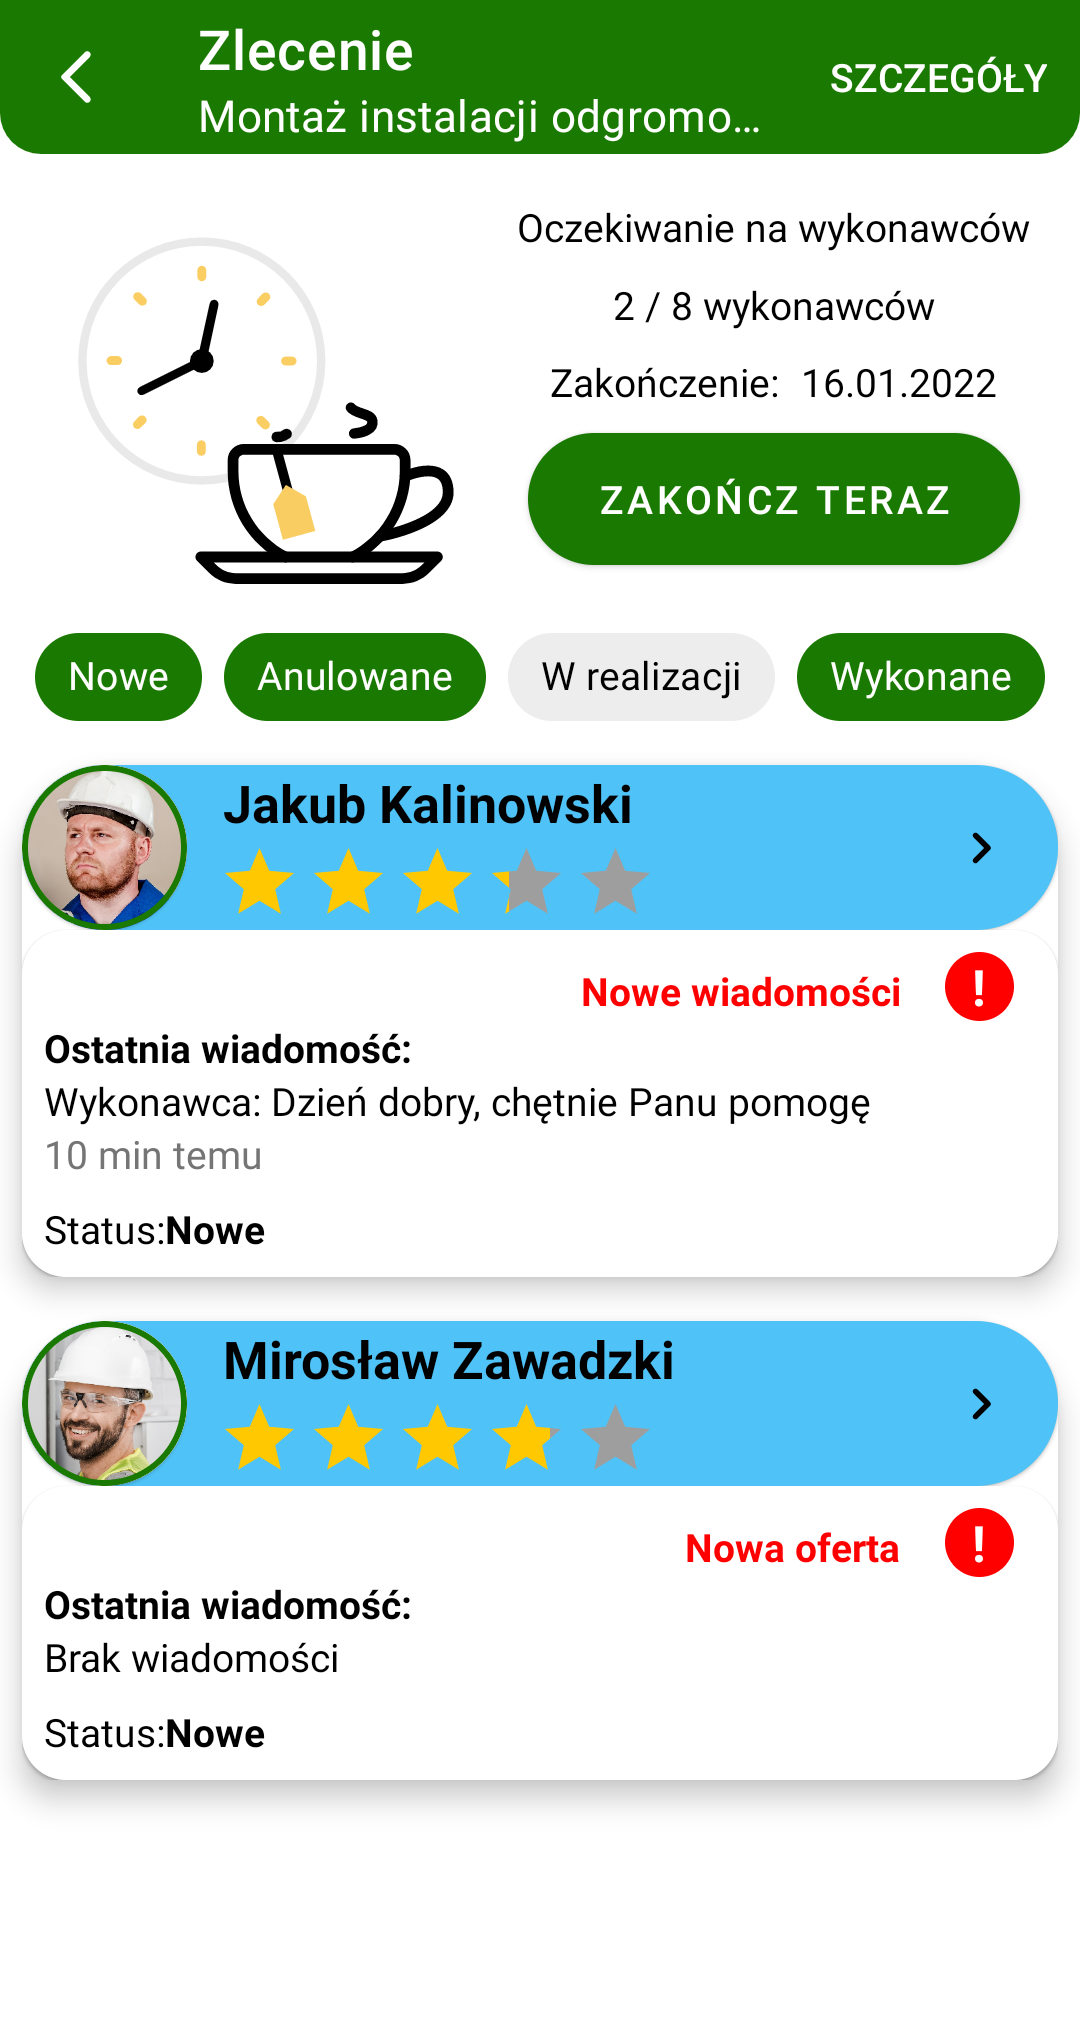 Zlecenie
SZCZEGÓŁY
Montaż instalacji odgromo...
Oczekiwanie na wykonawców
2 / 8 wykonawców
Zakończenie: 16.01.2022
ZAKOŃCZ TERAZ
Nowe Anulowane W realizacji Wykonane
Jakub Kalinowski
Nowe wiadomości !
Ostatnia wiadomość:
Wykonawca: Dzień dobry, chętnie Panu pomogę
10 min temu
Status:Nowe
Mirosław Zawadzki
Nowa oferta !
Ostatnia wiadomość:
Brak wiadomości
Status:Nowe